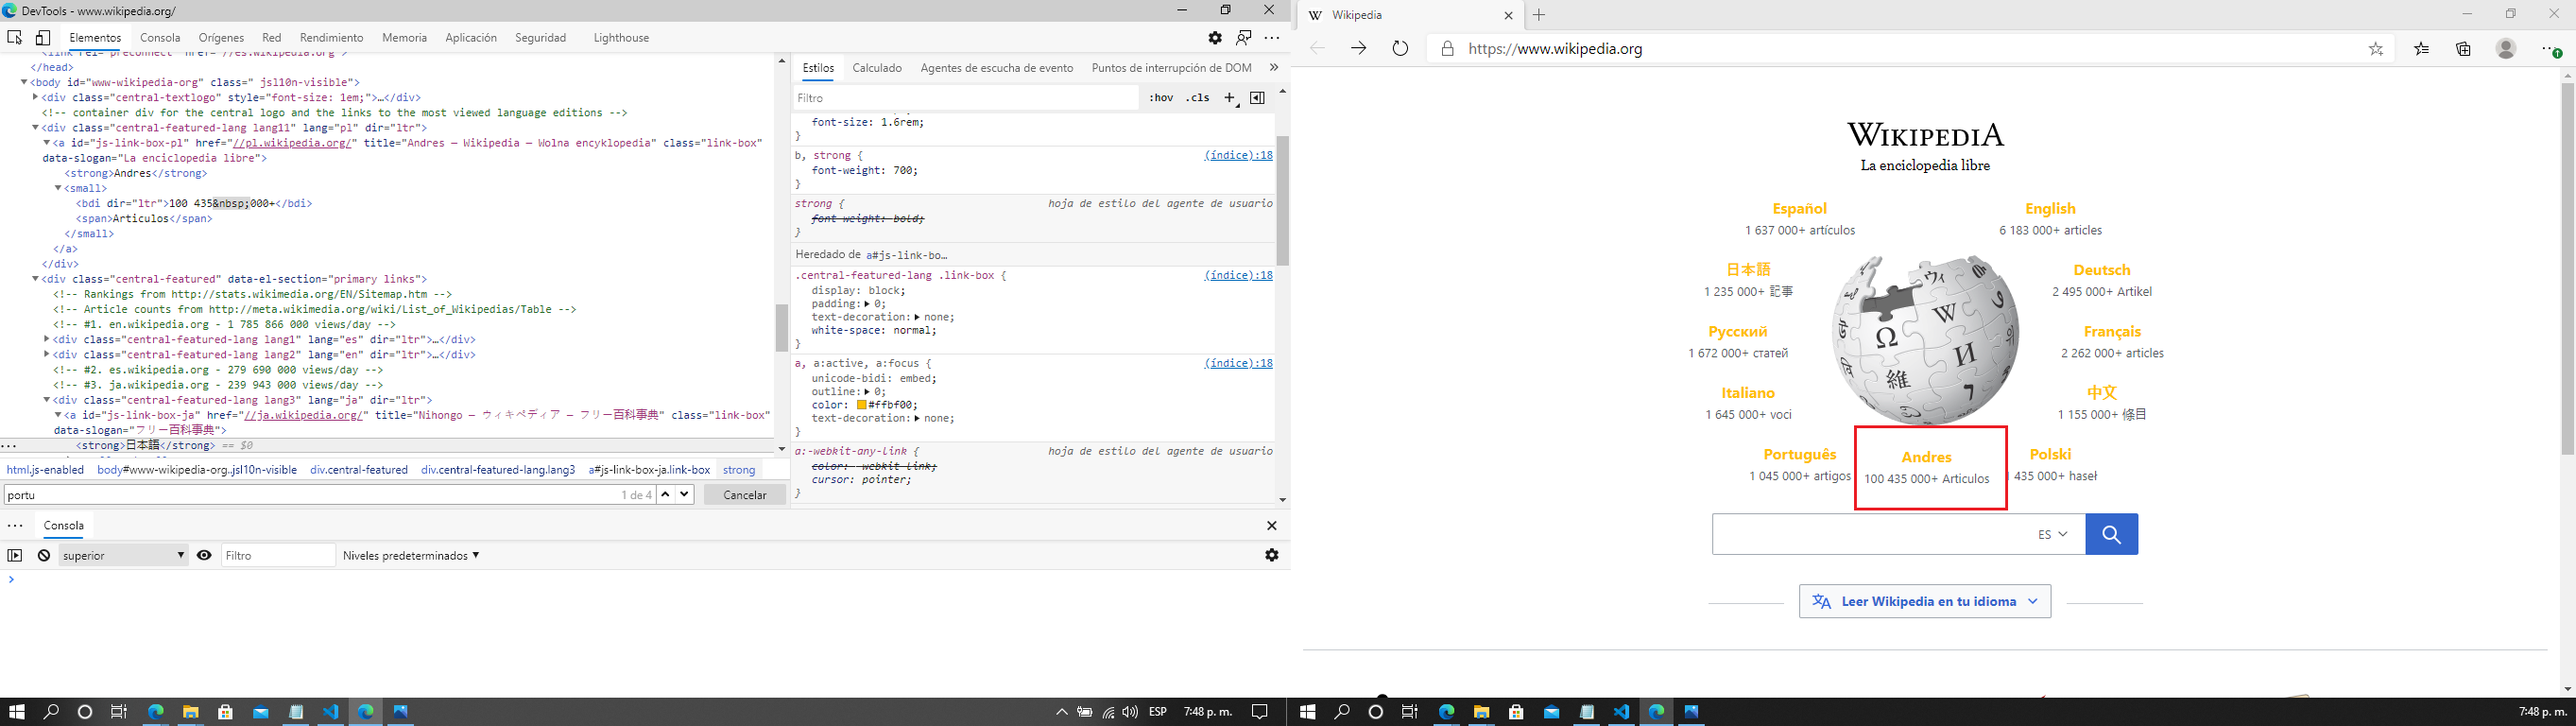 DevTools - www.wikipedia.org/
Elementos Consola Orígenes Red Rendimiento Memoria Aplicación Seguridad Lighthouse
<link rel="preconnect" href="//es.wikipedia.org">
</head>
<body id="www-wikipedia-org" class=" jsl10n-visible">
<div class="central-textlogo" style="font-size: 1em;">…</div>
<!-- container div for the central logo and the links to the most viewed language editions -->
<div class="central-featured-lang lang11" lang="pl" dir="ltr">
<a id="js-link-box-pl" href="//pl.wikipedia.org/" title="Andres — Wikipedia — Wolna encyklopedia" class="link-box"
data-slogan="La enciclopedia libre">
<strong>Andres</strong>
<small>
<bdi dir="ltr">100 435&nbsp;000+</bdi>
<span>Articulos</span>
</small>
</a>
</div>
<div class="central-featured" data-el-section="primary links">
<!-- Rankings from http://stats.wikimedia.org/EN/Sitemap.htm -->
<!-- Article counts from http://meta.wikimedia.org/wiki/List_of_Wikipedias/Table -->
<!-- #1. en.wikipedia.org - 1 785 866 000 views/day -->
<div class="central-featured-lang lang1" lang="es" dir="ltr">…</div>
<div class="central-featured-lang lang2" lang="en" dir="ltr">…</div>
<!-- #2. es.wikipedia.org - 279 690 000 views/day -->
<!-- #3. ja.wikipedia.org - 239 943 000 views/day -->
<div class="central-featured-lang lang3" lang="ja" dir="ltr">
<a id="js-link-box-ja" href="//ja.wikipedia.org/" title="Nihongo — ウィキペディア — フリー百科事典" class="link-box"
data-slogan="フリー百科事典">
<strong>日本語</strong> == $0
html.js-enabled body#www-wikipedia-org.jsl10n-visible div.central-featured div.central-featured-lang.lang3 a#js-link-box-ja.link-box strong
portu 1 de 4 Cancelar
Estilos Calculado Agentes de escucha de evento Puntos de interrupción de DOM
Filtro :hov .cls
font-size: 1.6rem;
}
b, strong { (índice):18
font-weight: 700;
}
strong { hoja de estilo del agente de usuario
font-weight: bold;
}
Heredado de a#js-link-bo…
.central-featured-lang .link-box { (índice):18
display: block;
padding: 0;
text-decoration: none;
white-space: normal;
}
a, a:active, a:focus { (índice):18
unicode-bidi: embed;
outline: 0;
color: #ffbf00;
text-decoration: none;
}
a:-webkit-any-link { hoja de estilo del agente de usuario
color: -webkit-link;
cursor: pointer;
}
Consola
superior Filtro Niveles predeterminados
ESP 7:48 p. m.
Wikipedia
https://www.wikipedia.org
WIKIPEDIA
La enciclopedia libre
Español English
1 637 000+ artículos 6 183 000+ articles
日本語 Deutsch
1 235 000+ 記事 2 495 000+ Artikel
Русский Français
1 672 000+ статей 2 262 000+ articles
Italiano 中文
1 645 000+ voci 1 155 000+ 條目
Português Andres Polski
1 045 000+ artigos 100 435 000+ Articulos 435 000+ haseł
ES
Leer Wikipedia en tu idioma
7:48 p. m.